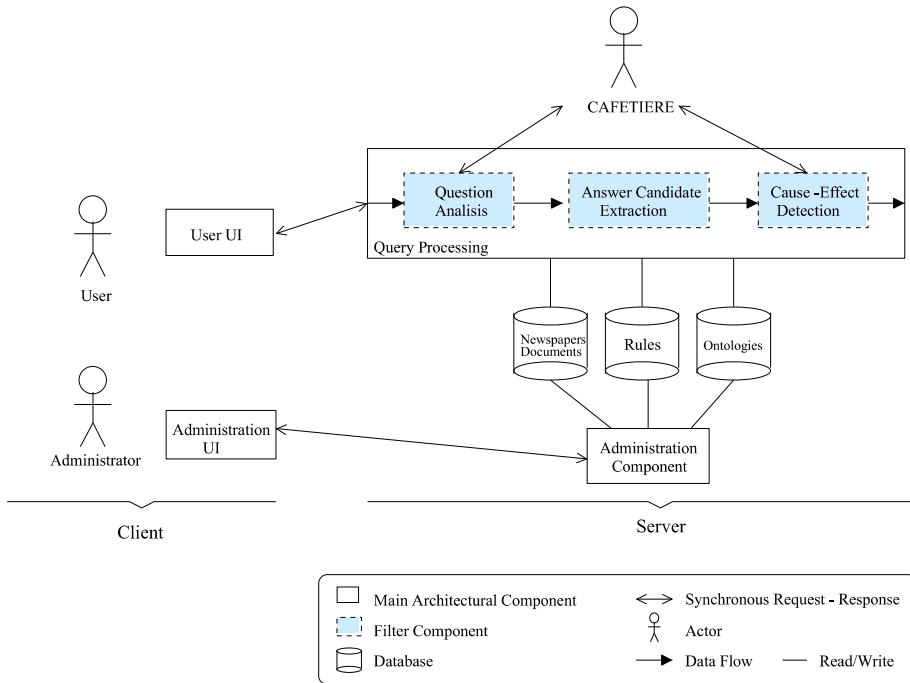 CAFETIERE
Question
Analisis
Answer Candidate
Extraction
Cause -Effect
Detection
Query Processing
User UI
User
Newspapers
Documents
Rules
Ontologies
Administration
UI
Administrator
Administration
Component
Client
Server
Main Architectural Component
Synchronous Request - Response
Filter Component
Actor
Database
Data Flow
Read/Write